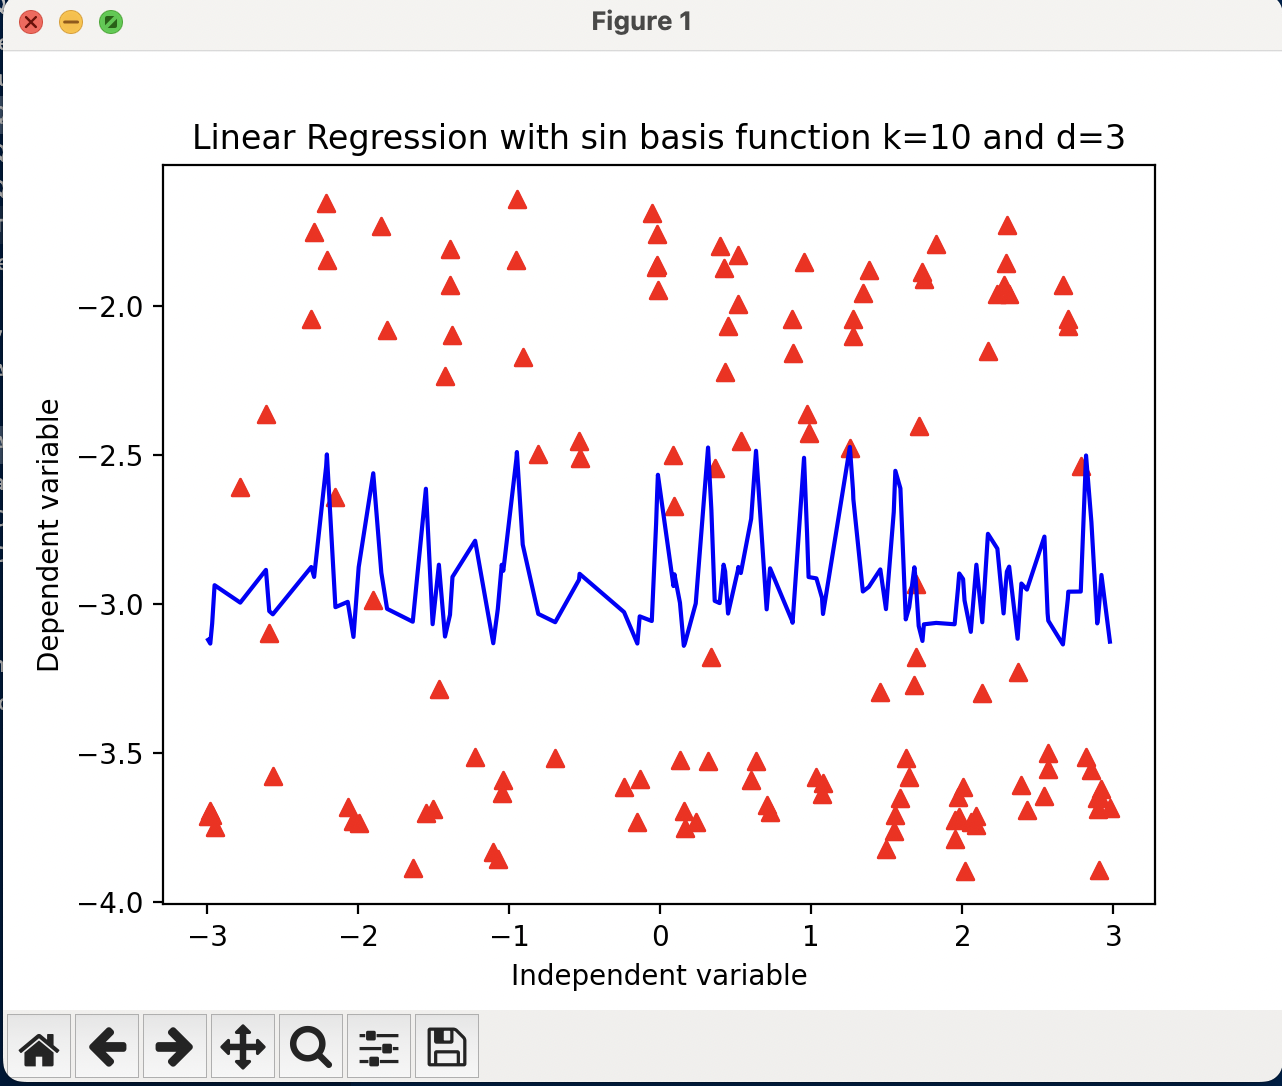 Figure 1
Linear Regression with sin basis function k=10 and d=3
Dependent variable
−2.0
−2.5
−3.0
−3.5
−4.0
−3 −2 −1 0 1 2 3
Independent variable